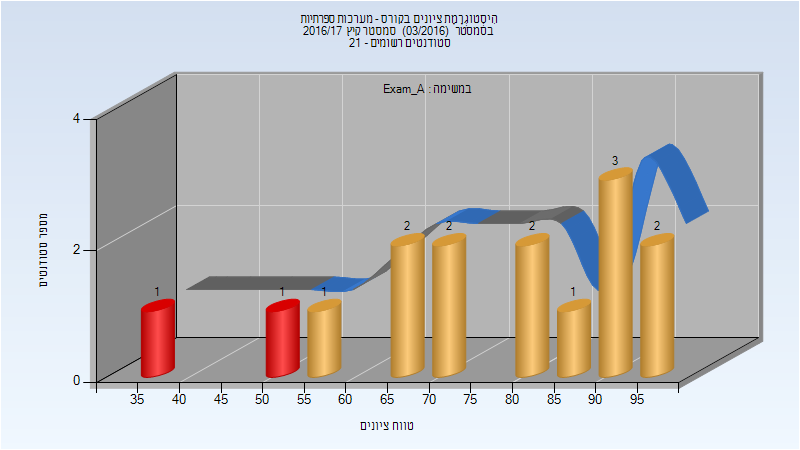 היסטוגרמת ציונים בקורס - מערכות ספרתיות
בסמסטר (03/2016) סמסטר קיץ 2016/17
סטודנטים רשומים - 21
במשימה : Exam_A
4
2
0
מספר סטודנטים
1
1
1
2
2
2
1
3
2
35 40 45 50 55 60 65 70 75 80 85 90 95
טווח ציונים